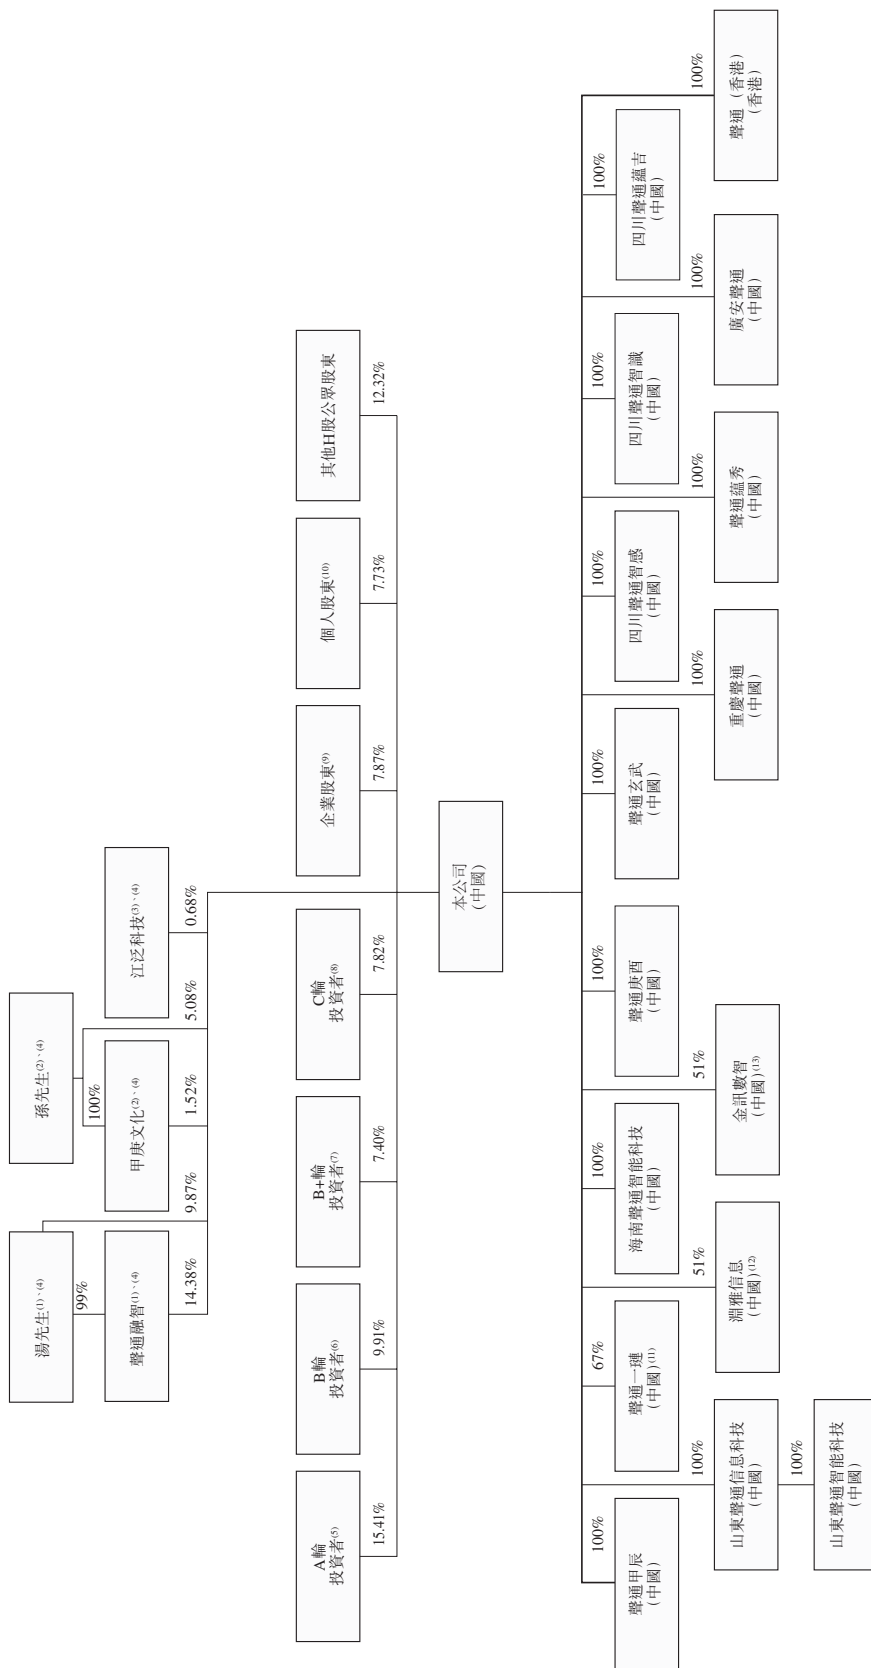 湯先生⁽¹⁾、⁽⁴⁾
孫先生⁽²⁾、⁽⁴⁾
99%
100%
聲通融智⁽¹⁾、⁽⁴⁾
甲庚文化⁽²⁾、⁽⁴⁾
江泛科技⁽³⁾、⁽⁴⁾
14.38%
9.87%
1.52%
5.08%
0.68%
A輪
投資者⁽⁵⁾
B輪
投資者⁽⁶⁾
B+輪
投資者⁽⁷⁾
C輪
投資者⁽⁸⁾
企業股東⁽⁹⁾
個人股東⁽¹⁰⁾
其他H股公眾股東
15.41%
9.91%
7.40%
7.82%
7.87%
7.73%
12.32%
本公司
(中國)
100%
67%
100%
100%
100%
100%
100%
100%
聲通甲辰
(中國)
聲通一璉
(中國)⁽¹¹⁾
海南聲通智能科技
(中國)
聲通庚酉
(中國)
聲通玄武
(中國)
四川聲通智感
(中國)
四川聲通智識
(中國)
四川聲通蘊吉
(中國)
100%
51%
51%
100%
100%
100%
100%
山東聲通信息科技
(中國)
淵雅信息
(中國)⁽¹²⁾
金訊數智
(中國)⁽¹³⁾
重慶聲通
(中國)
聲通蘊秀
(中國)
廣安聲通
(中國)
聲通(香港)
(香港)
100%
山東聲通智能科技
(中國)